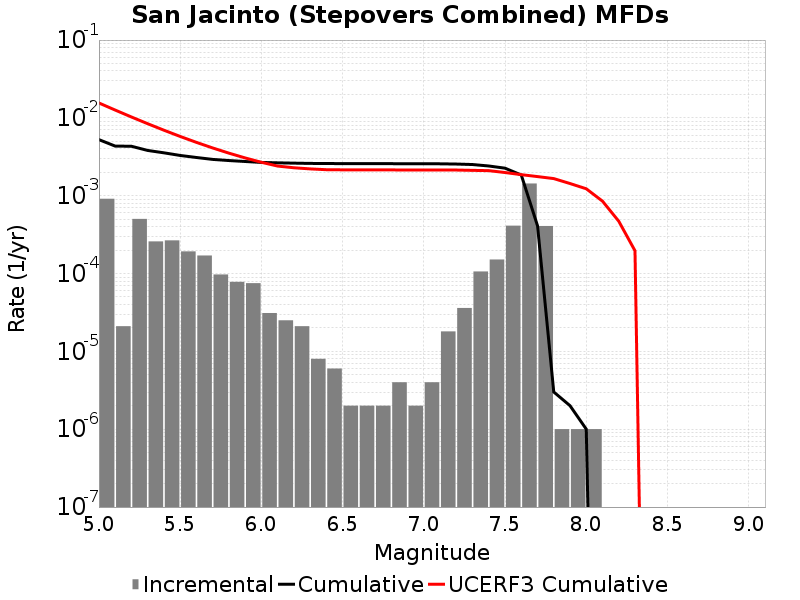 San Jacinto (Stepovers Combined) MFDs
10-1
10-2
10-3
10-4
10-5
10-6
10-7
Rate (1/yr)
5.0 5.5 6.0 6.5 7.0 7.5 8.0 8.5 9.0
Magnitude
Incremental Cumulative UCERF3 Cumulative